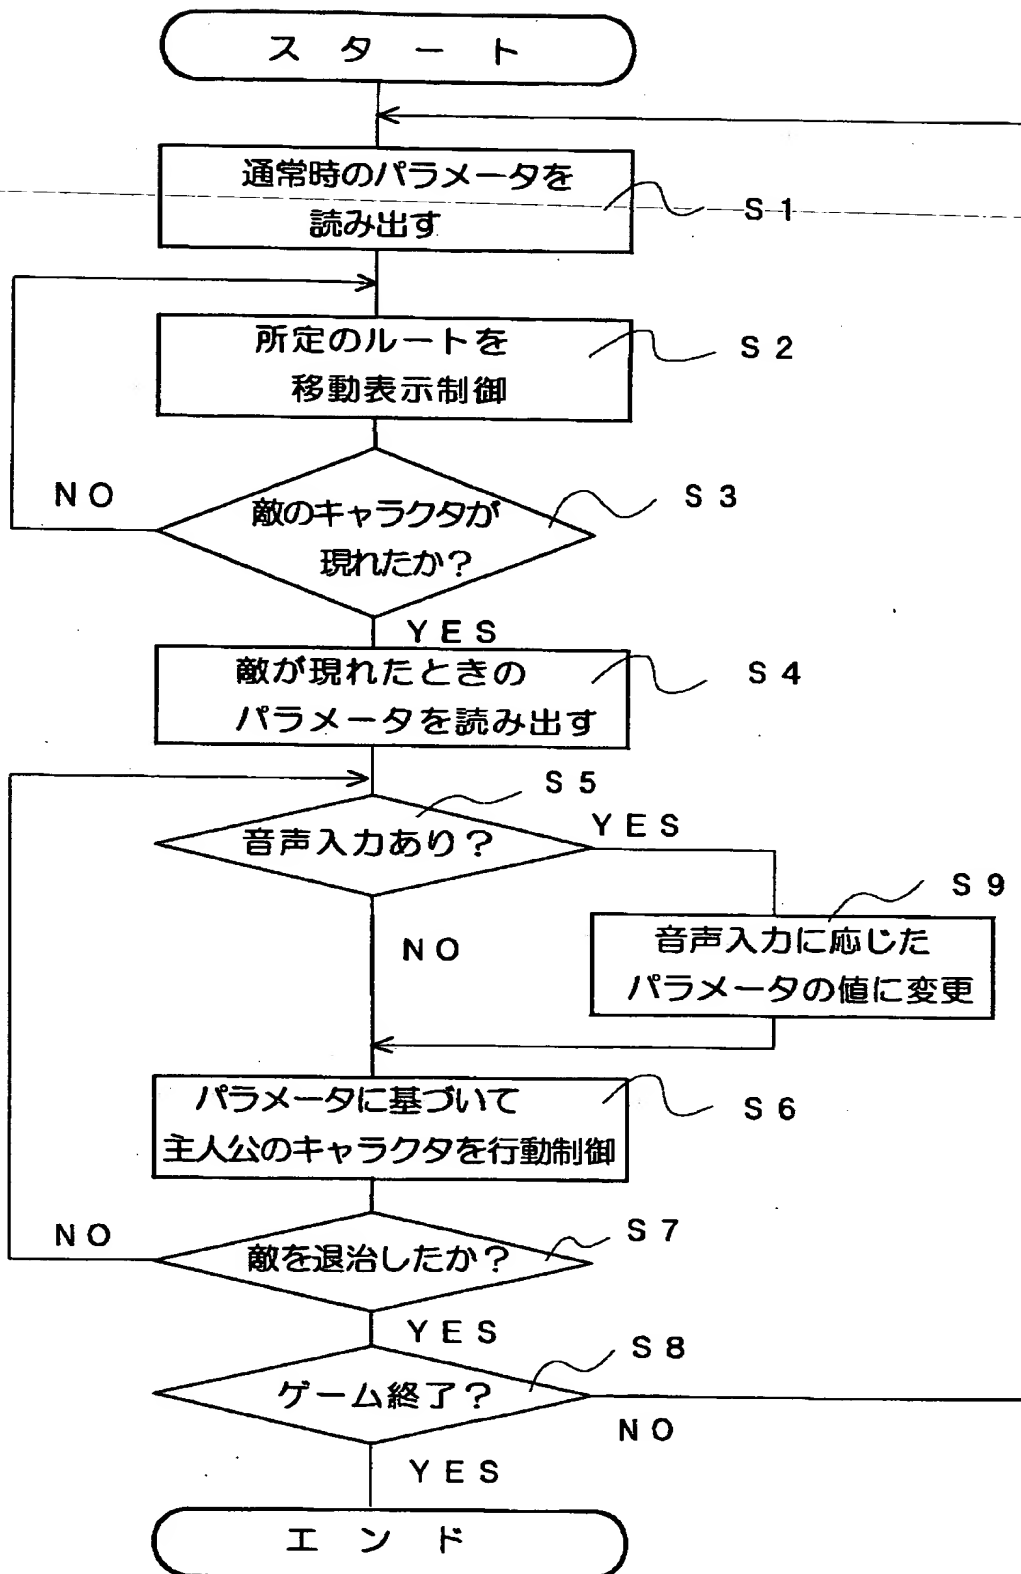 スタート
通常時のパラメータを
読み出す
S1
所定のルートを
移動表示制御
S2
敵のキャラクタが
現れたか?
S3
NO
YES
敵が現れたときの
パラメータを読み出す
S4
音声入力あり?
S5
YES
NO
音声入力に応じた
パラメータの値に変更
S9
パラメータに基づいて
主人公のキャラクタを行動制御
S6
敵を退治したか?
S7
NO
YES
ゲーム終了?
S8
NO
YES
エンド